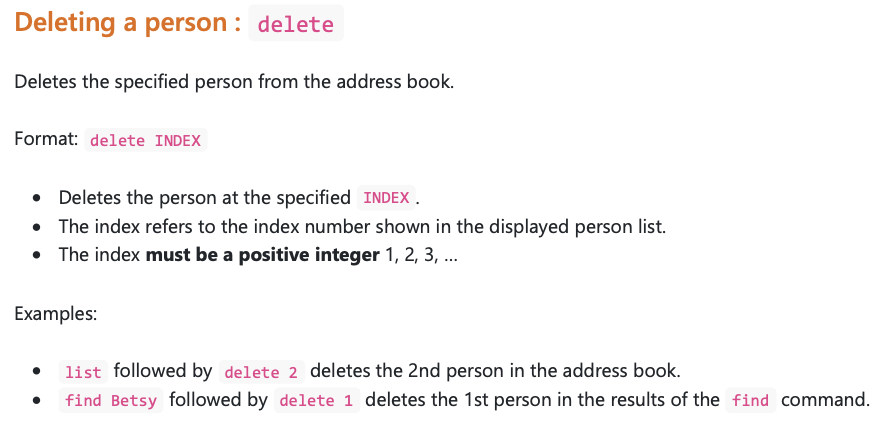 Deleting a person : delete
Deletes the specified person from the address book.
Format: delete INDEX
• Deletes the person at the specified INDEX.
• The index refers to the index number shown in the displayed person list.
• The index must be a positive integer 1, 2, 3, …
Examples:
• list followed by delete 2 deletes the 2nd person in the address book.
• find Betsy followed by delete 1 deletes the 1st person in the results of the find command.